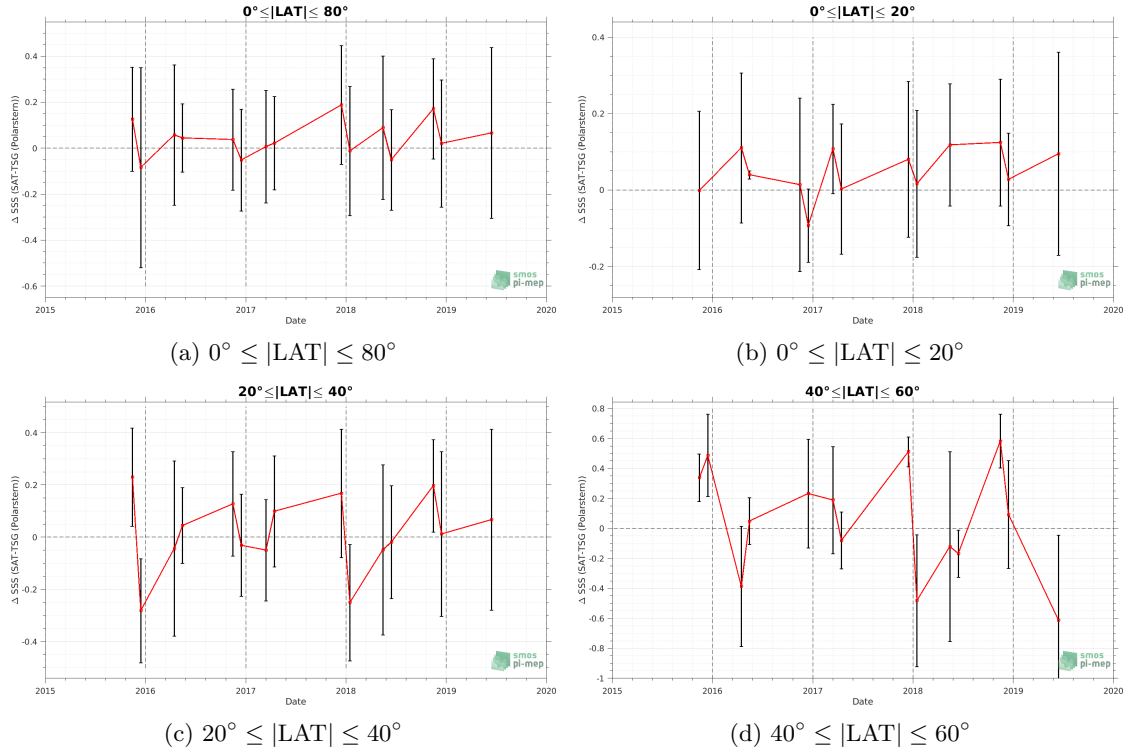 0°≤|LAT|≤ 80°
Δ SSS (SAT-TSG (Polarstern))
0.4
0.2
0
-0.2
-0.4
-0.6
2015 2016 2017 2018 2019 2020
Date
smos
pi-mep
(a) 0° ≤ |LAT| ≤ 80°
0°≤|LAT|≤ 20°
Δ SSS (SAT-TSG (Polarstern))
0.4
0.2
0
-0.2
2015 2016 2017 2018 2019 2020
Date
smos
pi-mep
(b) 0° ≤ |LAT| ≤ 20°
20°≤|LAT|≤ 40°
Δ SSS (SAT-TSG (Polarstern))
0.4
0.2
0
-0.2
-0.4
2015 2016 2017 2018 2019 2020
Date
smos
pi-mep
(c) 20° ≤ |LAT| ≤ 40°
40°≤|LAT|≤ 60°
Δ SSS (SAT-TSG (Polarstern))
0.8
0.6
0.4
0.2
0
-0.2
-0.4
-0.6
-0.8
-1
2015 2016 2017 2018 2019 2020
Date
smos
pi-mep
(d) 40° ≤ |LAT| ≤ 60°